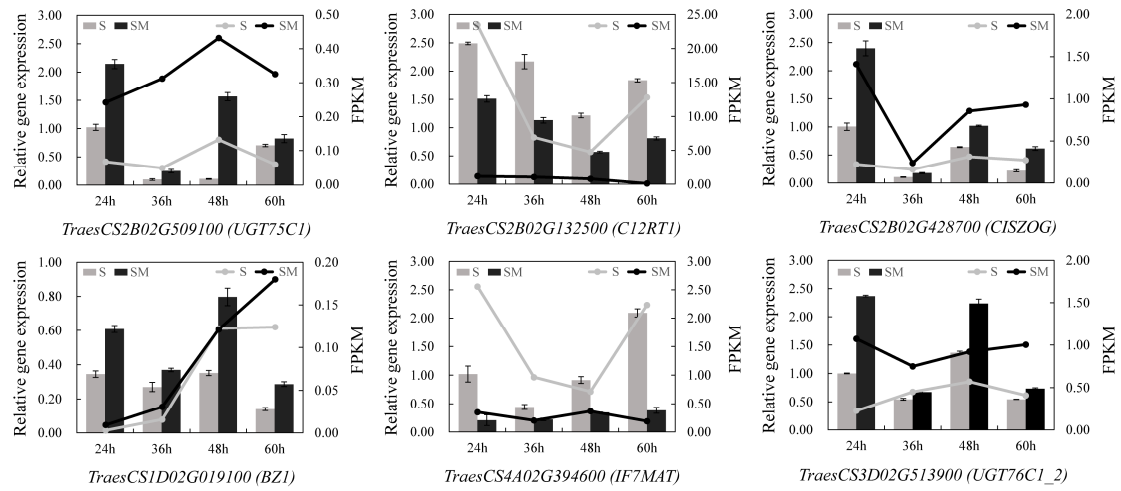 Relative gene expression
3.00
2.50
2.00
1.50
1.00
0.50
0.00
S SM S SM
0.50
0.40
0.30
0.20
0.10
0.00
FPKM
24h 36h 48h 60h
TraesCS2B02G509100 (UGT75C1)
Relative gene expression
3.00
2.50
2.00
1.50
1.00
0.50
0.00
S SM S SM
25.00
20.00
15.00
10.00
5.00
0.00
FPKM
24h 36h 48h 60h
TraesCS2B02G132500 (C12RT1)
Relative gene expression
3.00
2.50
2.00
1.50
1.00
0.50
0.00
S SM S SM
2.00
1.50
1.00
0.50
0.00
FPKM
24h 36h 48h 60h
TraesCS2B02G428700 (CISZOG)
Relative gene expression
1.00
0.80
0.60
0.40
0.20
0.00
S SM S SM
0.20
0.15
0.10
0.05
0.00
FPKM
24h 36h 48h 60h
TraesCS1D02G019100 (BZ1)
Relative gene expression
3.00
2.50
2.00
1.50
1.00
0.50
0.00
S SM S SM
3.00
2.50
2.00
1.50
1.00
0.50
0.00
FPKM
24h 36h 48h 60h
TraesCS4A02G394600 (IF7MAT)
Relative gene expression
3.00
2.50
2.00
1.50
1.00
0.50
0.00
S SM S SM
2.00
1.50
1.00
0.50
0.00
FPKM
24h 36h 48h 60h
TraesCS3D02G513900 (UGT76C1_2)